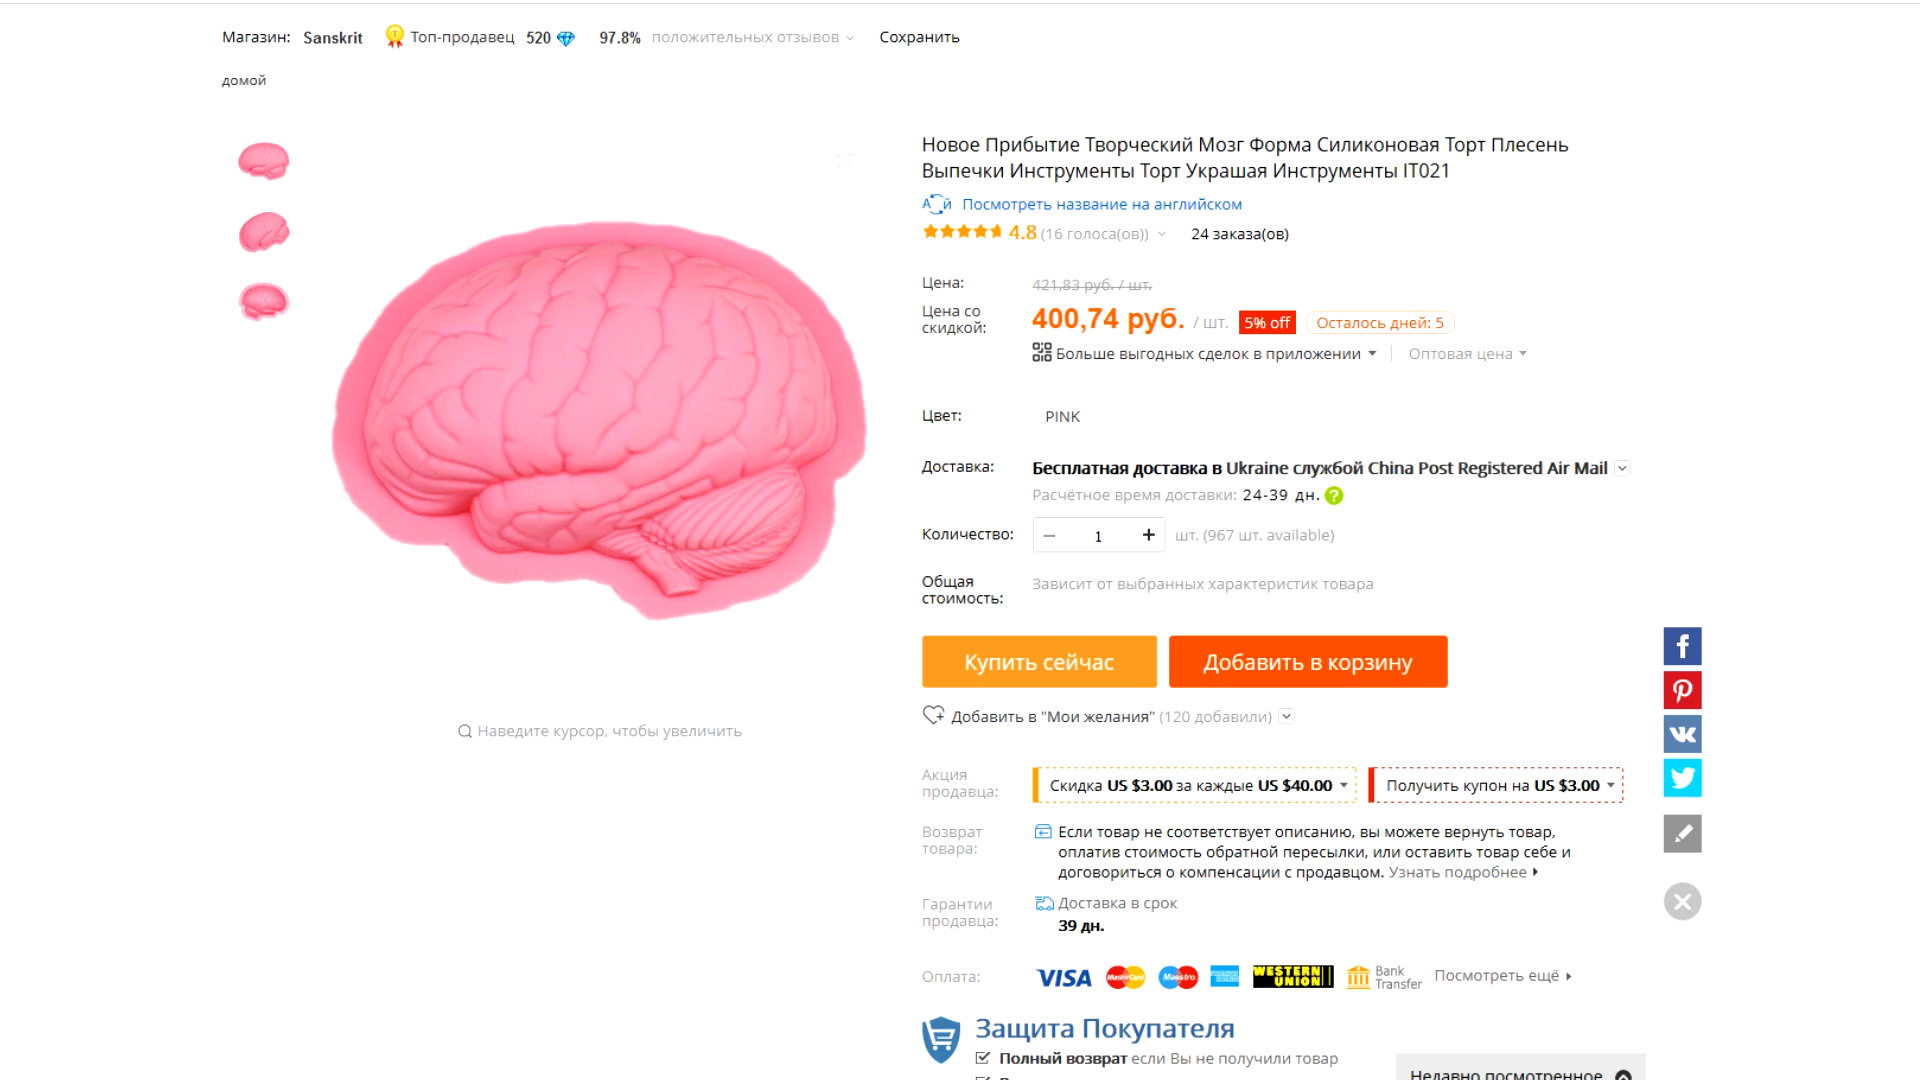 Магазин: Sanskrit Топ-продавец 520 97.8% положительных отзывов Сохранить
домой
Новое Прибытие Творческий Мозг Форма Силиконовая Торт Плесень
Выпечки Инструменты Торт Украшая Инструменты IT021
Посмотреть название на английском
4.8 (16 голоса(ов)) 24 заказа(ов)
Цена: 421,83 руб. / шт.
Цена со
скидкой: 400,74 руб. / шт. 5% off Осталось дней: 5
Больше выгодных сделок в приложении Оптовая цена
Цвет: PINK
Доставка: Бесплатная доставка в Ukraine службой China Post Registered Air Mail
Расчётное время доставки: 24-39 дн. ?
Количество: − 1 + шт. (967 шт. available)
Общая
стоимость: Зависит от выбранных характеристик товара
Купить сейчас Добавить в корзину
Добавить в "Мои желания" (120 добавили)
Наведите курсор, чтобы увеличить
Акция
продавца: Скидка US $3.00 за каждые US $40.00 Получить купон на US $3.00
Возврат
товара: Если товар не соответствует описанию, вы можете вернуть товар,
оплатив стоимость обратной пересылки, или оставить товар себе и
договориться о компенсации с продавцом. Узнать подробнее
Гарантии
продавца: Доставка в срок
39 дн.
Оплата: VISA MasterCard Maestro WESTERN UNION Bank Transfer Посмотреть ещё
Защита Покупателя
Полный возврат если Вы не получили товар
Недавно посмотренное